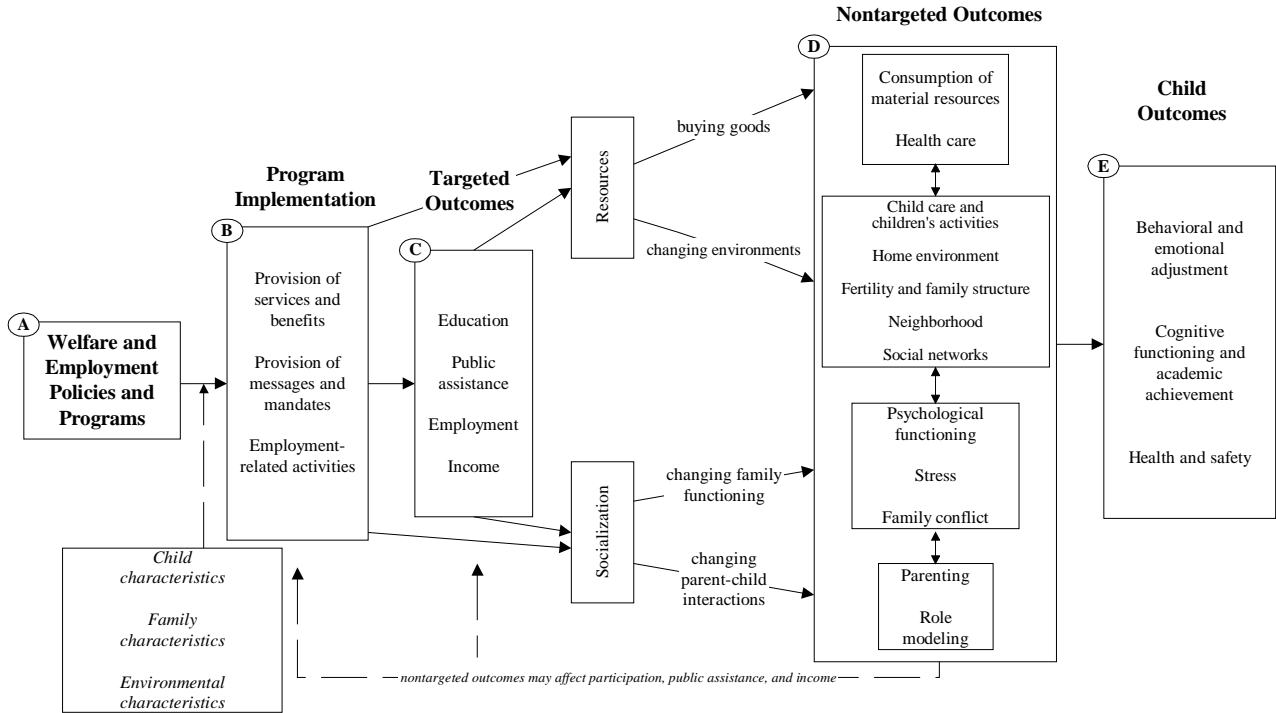 Nontargeted Outcomes
D
Consumption of
material resources
Health care
Child
Outcomes
buying goods
Resources
Program
Implementation
Targeted
Outcomes
E
B
C
changing environments
Child care and
children's activities
Home environment
Fertility and family structure
Neighborhood
Social networks
Behavioral and
emotional
adjustment
Cognitive
functioning and
academic
achievement
Health and safety
A
Welfare and
Employment
Policies and
Programs
Provision of
services and
benefits
Provision of
messages and
mandates
Employment-
related activities
Education
Public
assistance
Employment
Income
changing family
functioning
Socialization
changing
parent-child
interactions
Psychological
functioning
Stress
Family conflict
Parenting
Role
modeling
Child
characteristics
Family
characteristics
Environmental
characteristics
nontargeted outcomes may affect participation, public assistance, and income